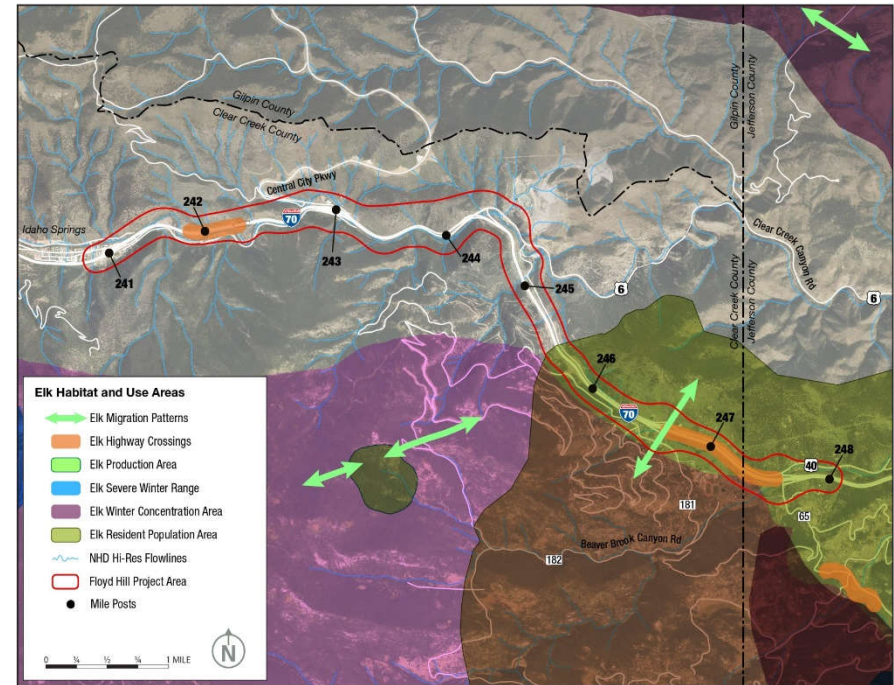 Gilpin County
Clear Creek County
Gilpin County
Jefferson County
Central City Pkwy
242
70
Idaho Springs
241
243
244
245
6
Clear Creek Canyon Rd
6
Clear Creek County
Jefferson County
246
70
247
40
248
181
65
Beaver Brook Canyon Rd
182
Elk Habitat and Use Areas
Elk Migration Patterns
Elk Highway Crossings
Elk Production Area
Elk Severe Winter Range
Elk Winter Concentration Area
Elk Resident Population Area
NHD Hi-Res Flowlines
Floyd Hill Project Area
Mile Posts
0 ¼ ½ ¾ 1 MILE
N